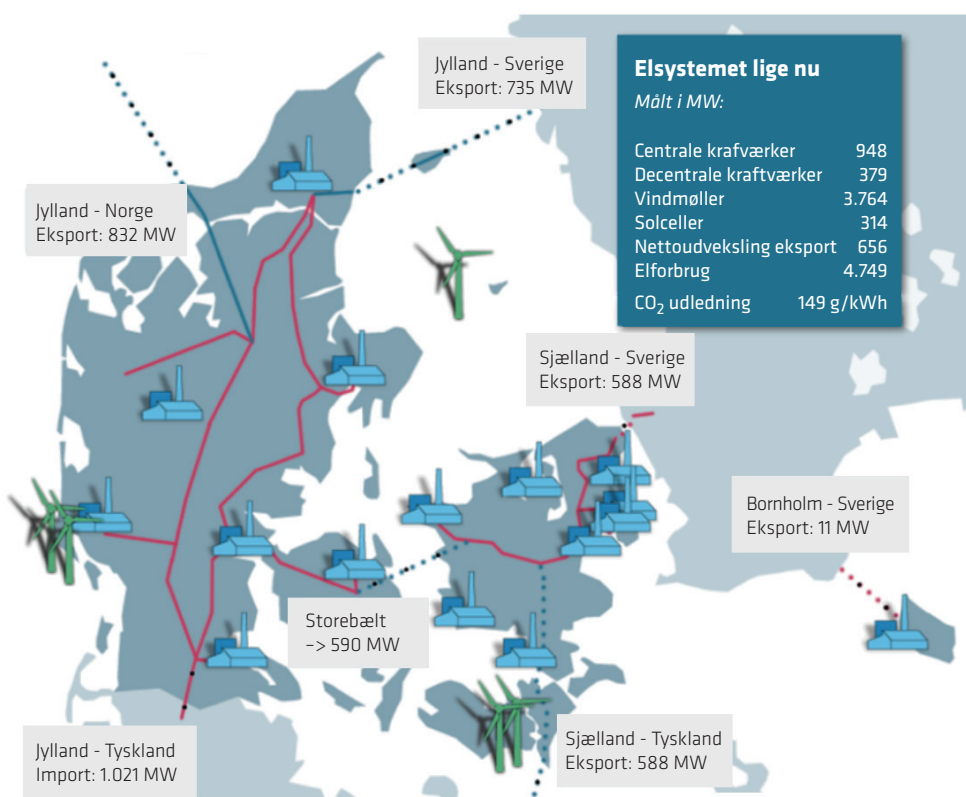 Jylland - Sverige
Eksport: 735 MW
Elsystemet lige nu
Målt i MW:
Centrale krafværker 948
Decentrale kraftværker 379
Vindmøller 3.764
Solceller 314
Nettoudveksling eksport 656
Elforbrug 4.749
CO₂ udledning 149 g/kWh
Jylland - Norge
Eksport: 832 MW
Sjælland - Sverige
Eksport: 588 MW
Bornholm - Sverige
Eksport: 11 MW
Storebælt
–> 590 MW
Jylland - Tyskland
Import: 1.021 MW
Sjælland - Tyskland
Eksport: 588 MW